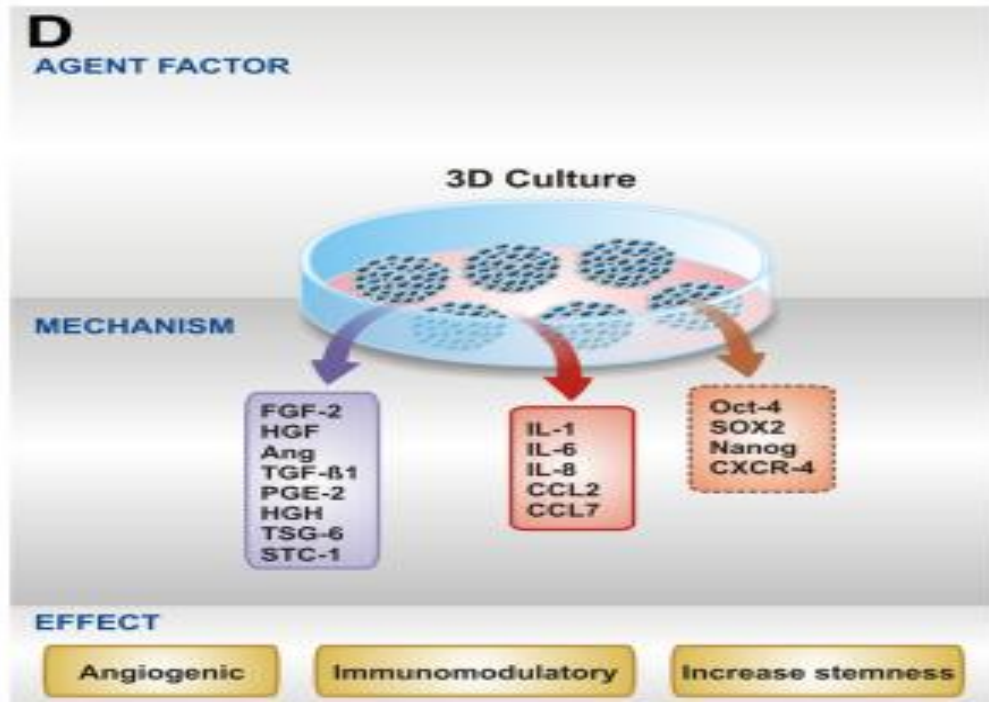 D
AGENT FACTOR
3D Culture
MECHANISM
FGF-2
HGF
Ang
TGF-ß1
PGE-2
HGH
TSG-6
STC-1
IL-1
IL-6
IL-8
CCL2
CCL7
Oct-4
SOX2
Nanog
CXCR-4
EFFECT
Angiogenic
Immunomodulatory
Increase stemness